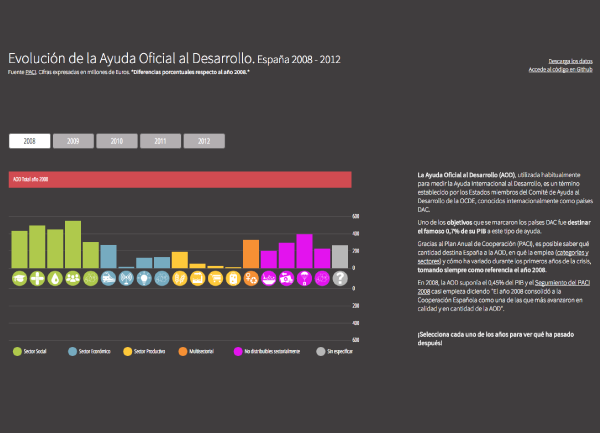 Evolución de la Ayuda Oficial al Desarrollo. España 2008 - 2012
Fuente PACI. Cifras expresadas en millones de Euros. *Diferencias porcentuales respecto al año 2008.*
Descarga los datos
Accede al código en Github
2008 2009 2010 2011 2012
AOD Total año 2008
La Ayuda Oficial al Desarrollo (AOD), utilizada habitualmente
para medir la Ayuda Internacional al Desarrollo, es un término
establecido por los Estados miembros del Comité de Ayuda al
Desarrollo de la OCDE, conocidos internacionalmente como países
DAC.
Uno de los objetivos que se marcaron los países DAC fue destinar
el famoso 0,7% de su PIB a este tipo de ayuda.
Gracias al Plan Anual de Cooperación (PACI), es posible saber qué
cantidad destina España a la AOD, en qué la emplea (categorías y
sectores) y cómo ha variado durante los primeros años de la crisis,
tomando siempre como referencia el año 2008.
En 2008, la AOD suponía el 0,45% del PIB y el Seguimiento del PACI
2008 casi empieza diciendo "El año 2008 consolidó a la
Cooperación Española como una de las que más avanzaron en
calidad y en cantidad de la AOD".
¡Selecciona cada uno de los años para ver qué ha pasado
después!
600
400
200
0
0
200
400
600
Sector Social Sector Económico Sector Productivo Multisectorial No distribuibles sectorialmente Sin especificar